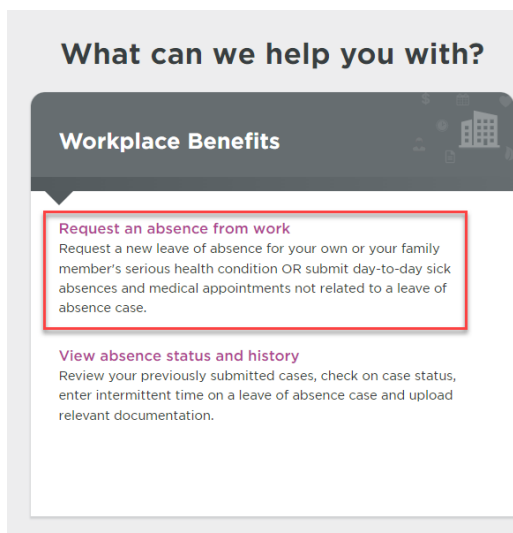 What can we help you with?
Workplace Benefits
Request an absence from work
Request a new leave of absence for your own or your family
member's serious health condition OR submit day-to-day sick
absences and medical appointments not related to a leave of
absence case.
View absence status and history
Review your previously submitted cases, check on case status,
enter intermittent time on a leave of absence case and upload
relevant documentation.